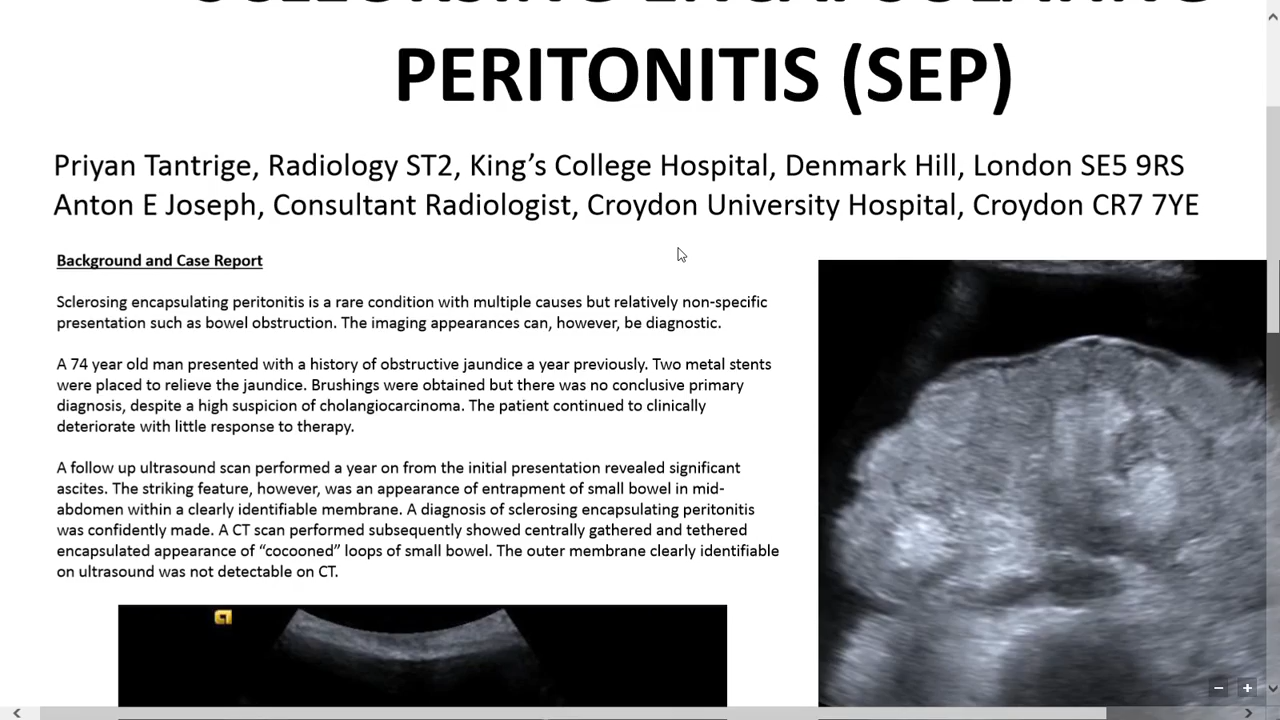 PERITONITIS (SEP)
Priyan Tantrige, Radiology ST2, King's College Hospital, Denmark Hill, London SE5 9RS
Anton E Joseph, Consultant Radiologist, Croydon University Hospital, Croydon CR7 7YE
Background and Case Report
Sclerosing encapsulating peritonitis is a rare condition with multiple causes but relatively non-specific
presentation such as bowel obstruction. The imaging appearances can, however, be diagnostic.
A 74 year old man presented with a history of obstructive jaundice a year previously. Two metal stents
were placed to relieve the jaundice. Brushings were obtained but there was no conclusive primary
diagnosis, despite a high suspicion of cholangiocarcinoma. The patient continued to clinically
deteriorate with little response to therapy.
A follow up ultrasound scan performed a year on from the initial presentation revealed significant
ascites. The striking feature, however, was an appearance of entrapment of small bowel in mid-
abdomen within a clearly identifiable membrane. A diagnosis of sclerosing encapsulating peritonitis
was confidently made. A CT scan performed subsequently showed centrally gathered and tethered
encapsulated appearance of “cocooned” loops of small bowel. The outer membrane clearly identifiable
on ultrasound was not detectable on CT.